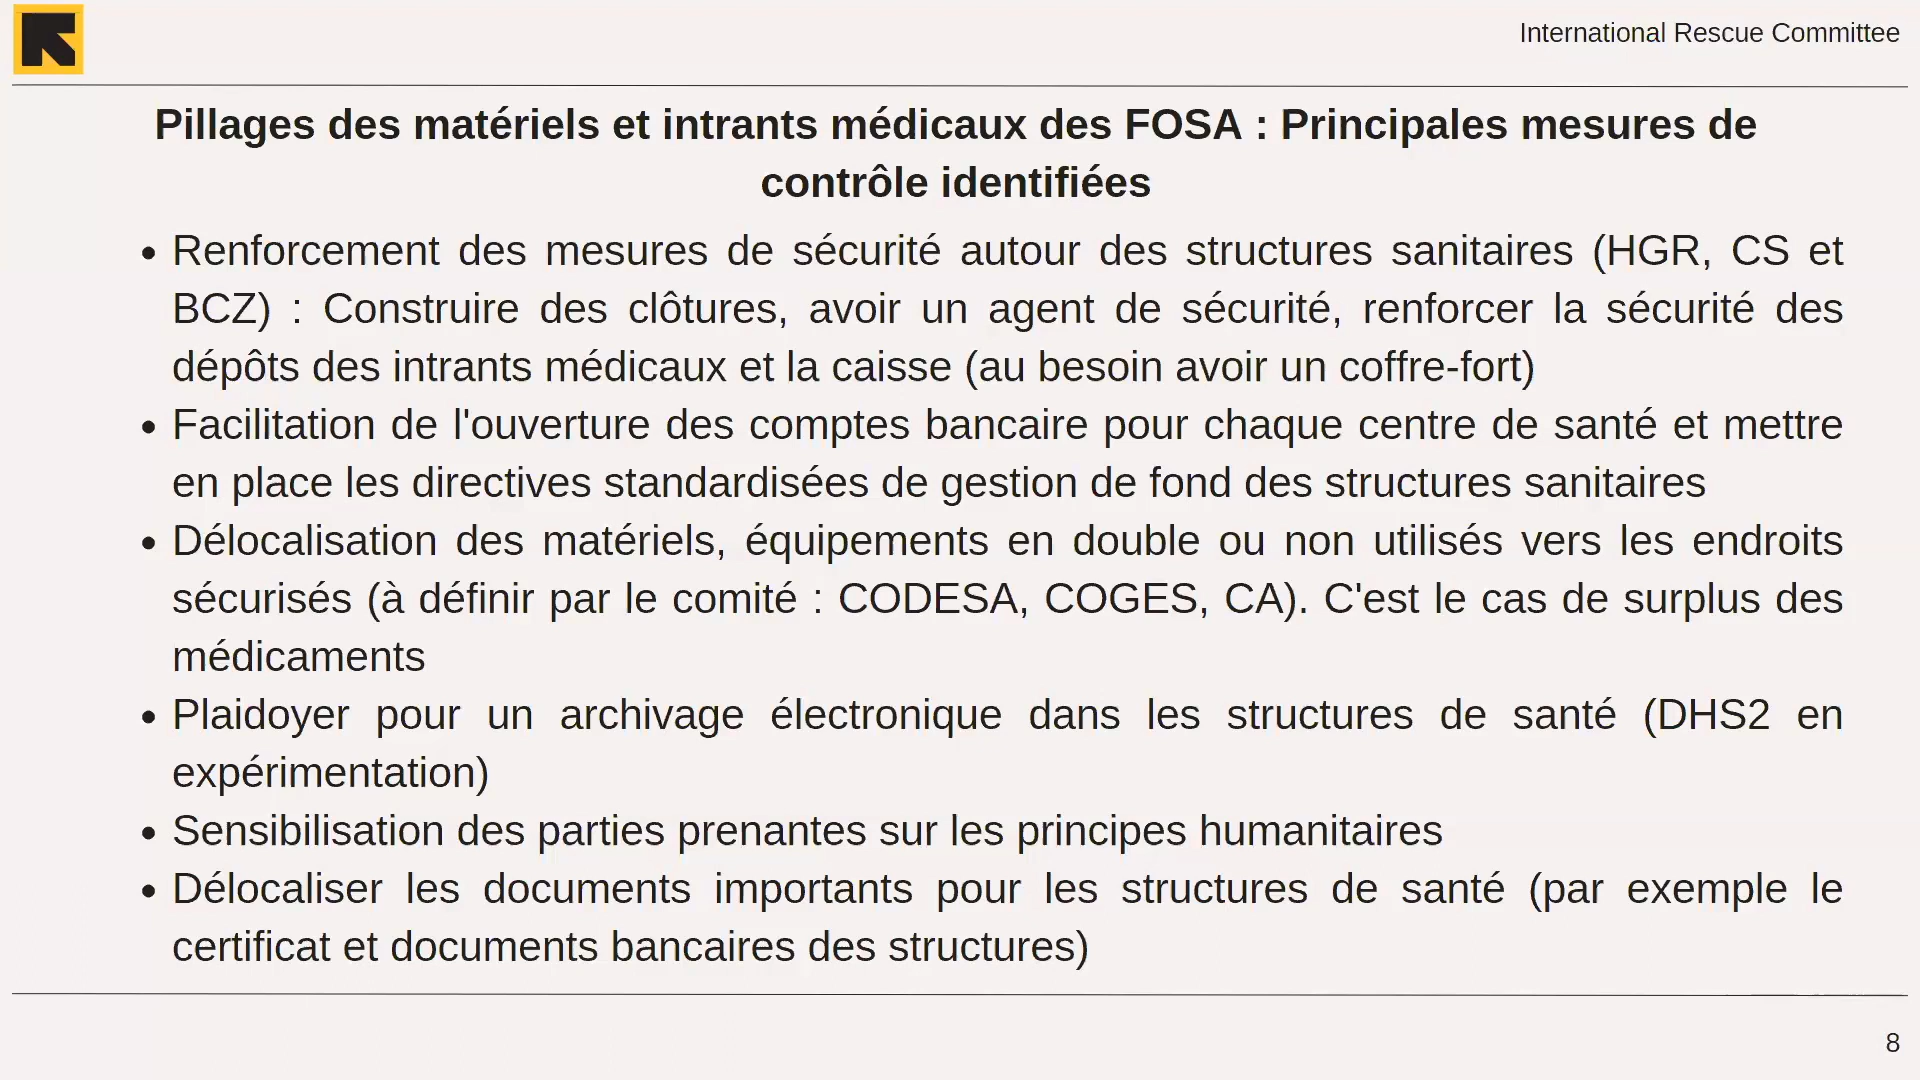 International Rescue Committee
Pillages des matériels et intrants médicaux des FOSA : Principales mesures de
contrôle identifiées
• Renforcement des mesures de sécurité autour des structures sanitaires (HGR, CS et
BCZ) : Construire des clôtures, avoir un agent de sécurité, renforcer la sécurité des
dépôts des intrants médicaux et la caisse (au besoin avoir un coffre-fort)
• Facilitation de l'ouverture des comptes bancaire pour chaque centre de santé et mettre
en place les directives standardisées de gestion de fond des structures sanitaires
• Délocalisation des matériels, équipements en double ou non utilisés vers les endroits
sécurisés (à définir par le comité : CODESA, COGES, CA). C'est le cas de surplus des
médicaments
• Plaidoyer pour un archivage électronique dans les structures de santé (DHS2 en
expérimentation)
• Sensibilisation des parties prenantes sur les principes humanitaires
• Délocaliser les documents importants pour les structures de santé (par exemple le
certificat et documents bancaires des structures)
8